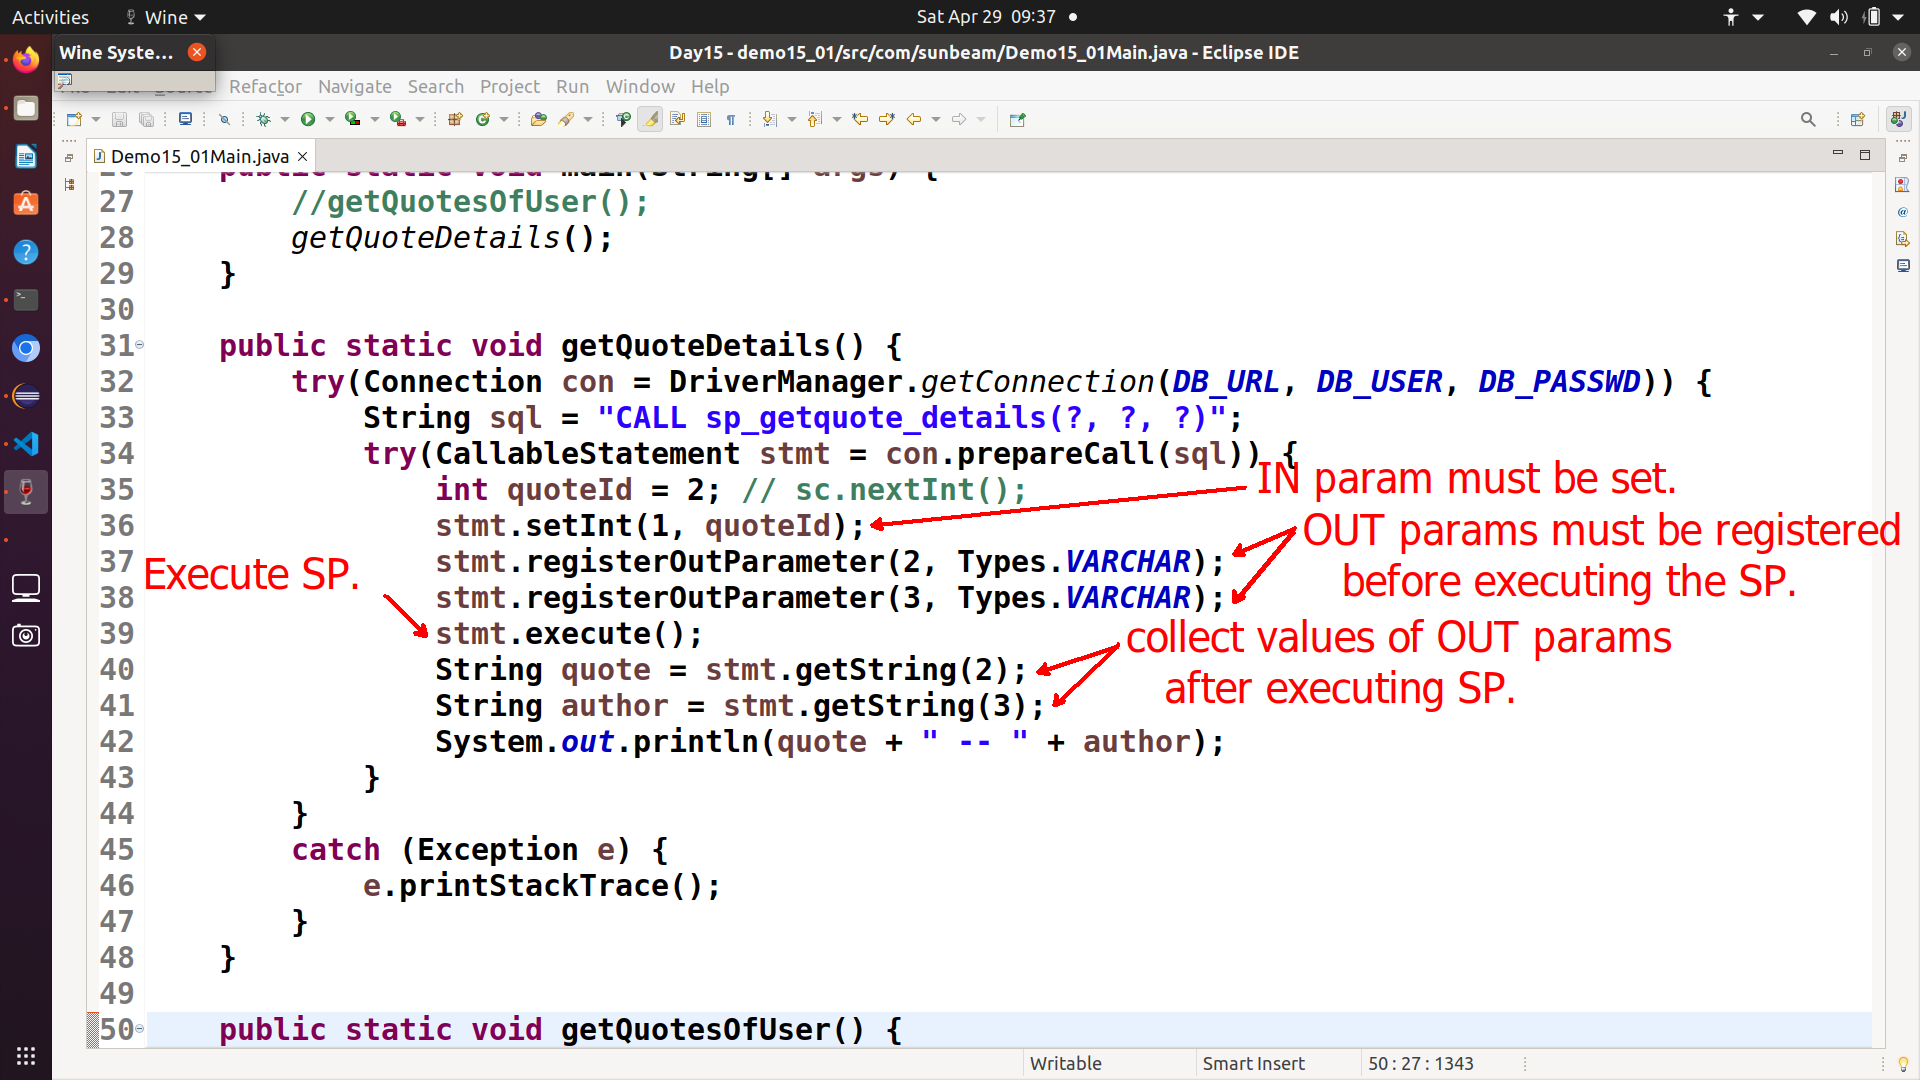 Activities Wine Sat Apr 29 09:37
Wine Syste... Day15 - demo15_01/src/com/sunbeam/Demo15_01Main.java - Eclipse IDE
Refactor Navigate Search Project Run Window Help
Demo15_01Main.java
26 public static void main(String[] args) {
27 //getQuotesOfUser();
28 getQuoteDetails();
29 }
30
31 public static void getQuoteDetails() {
32 try(Connection con = DriverManager.getConnection(DB_URL, DB_USER, DB_PASSWD)) {
33 String sql = "CALL sp_getquote_details(?, ?, ?)";
34 try(CallableStatement stmt = con.prepareCall(sql)) {
35 int quoteId = 2; // sc.nextInt();
IN param must be set.
36 stmt.setInt(1, quoteId);
OUT params must be registered
37 stmt.registerOutParameter(2, Types.VARCHAR);
Execute SP.
before executing the SP.
38 stmt.registerOutParameter(3, Types.VARCHAR);
39 stmt.execute();
collect values of OUT params
40 String quote = stmt.getString(2);
after executing SP.
41 String author = stmt.getString(3);
42 System.out.println(quote + " -- " + author);
43 }
44 }
45 catch (Exception e) {
46 e.printStackTrace();
47 }
48 }
49
50 public static void getQuotesOfUser() {
Writable Smart Insert 50 : 27 : 1343